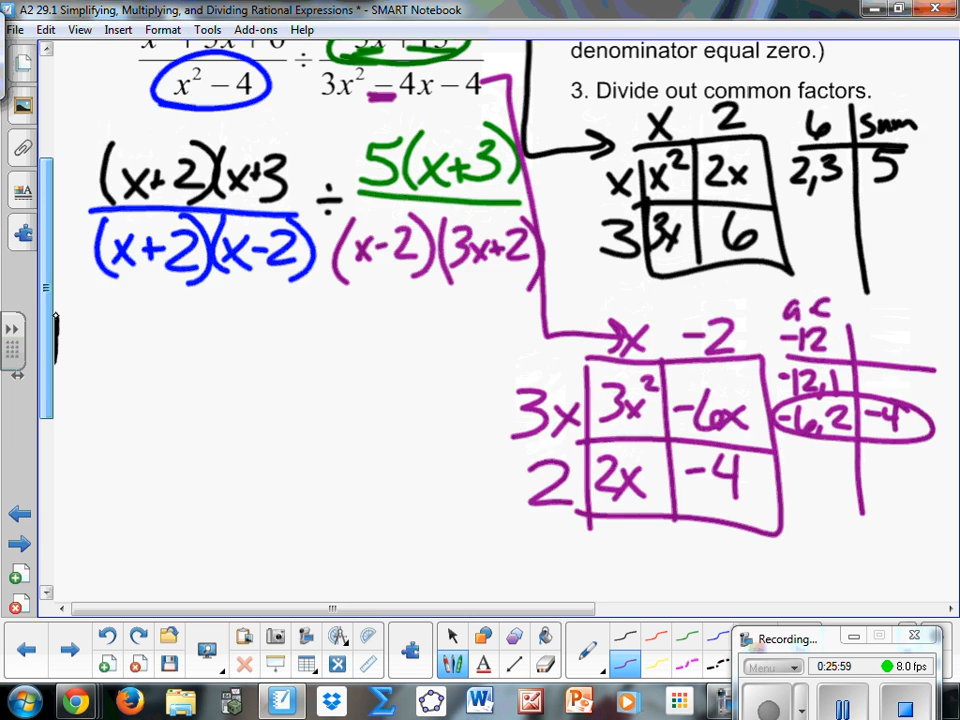 A2 29.1 Simplifying, Multiplying, and Dividing Rational Expressions * - SMART Notebook
File Edit View Insert Format Tools Add-ons Help
denominator equal zero.)
x² − 4 ÷ 3x² − 4x − 4
3. Divide out common factors.
x 2 6 sum
x x² 2x 2,3 5
3 3x 6
(x+2)(x+3 ÷ 5(x+3)
(x+2)(x-2) (x-2)(3x+2)
ac
x -2 -12
-12,1
3x 3x² -6x -6,2 -4
2 2x -4
Recording...
Menu 0:25:59 8.0 fps